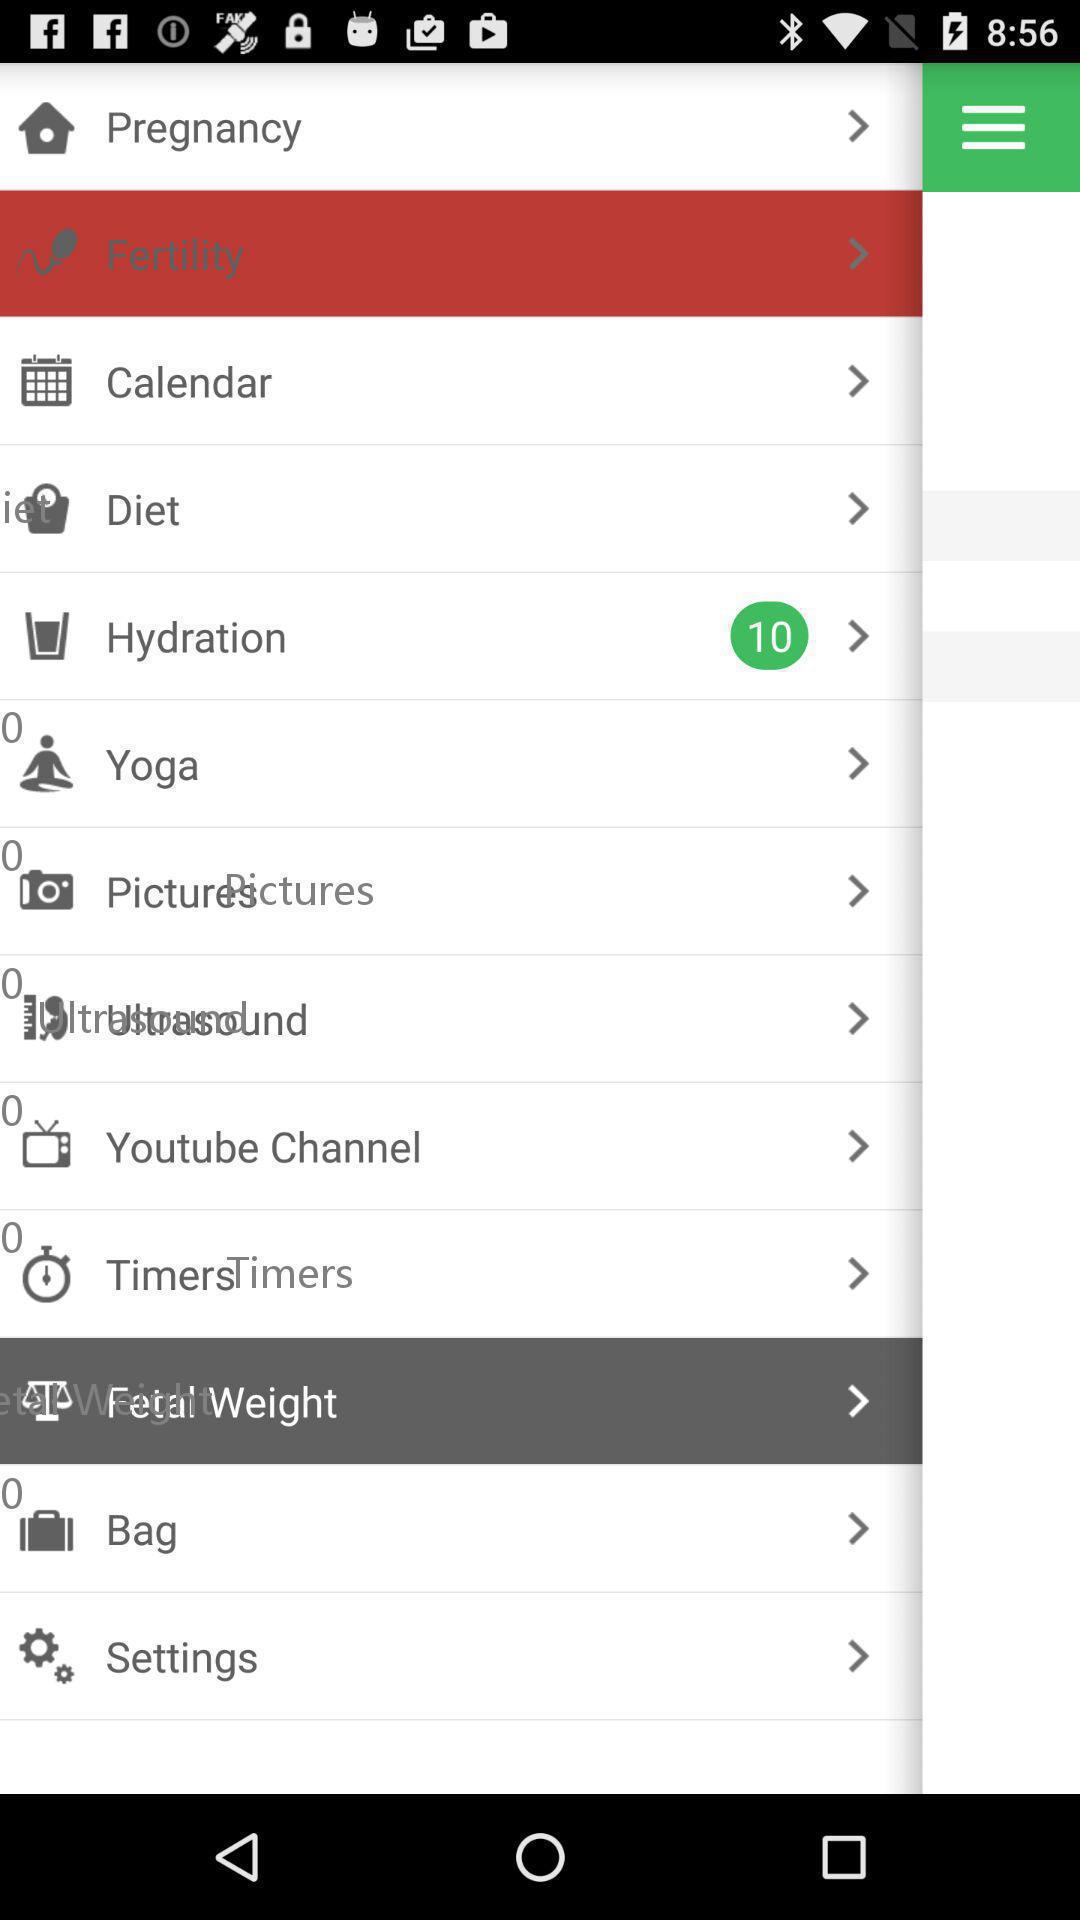 FAKE 8:56
Pregnancy
Fertility
Calendar
iet Diet
Hydration 10
0
Yoga
0
Pictures Pictures
0
Ultrasound Ultrasound
0
Youtube Channel
0
Timers Timers
etal Weight Fetal Weight
0
Bag
Settings